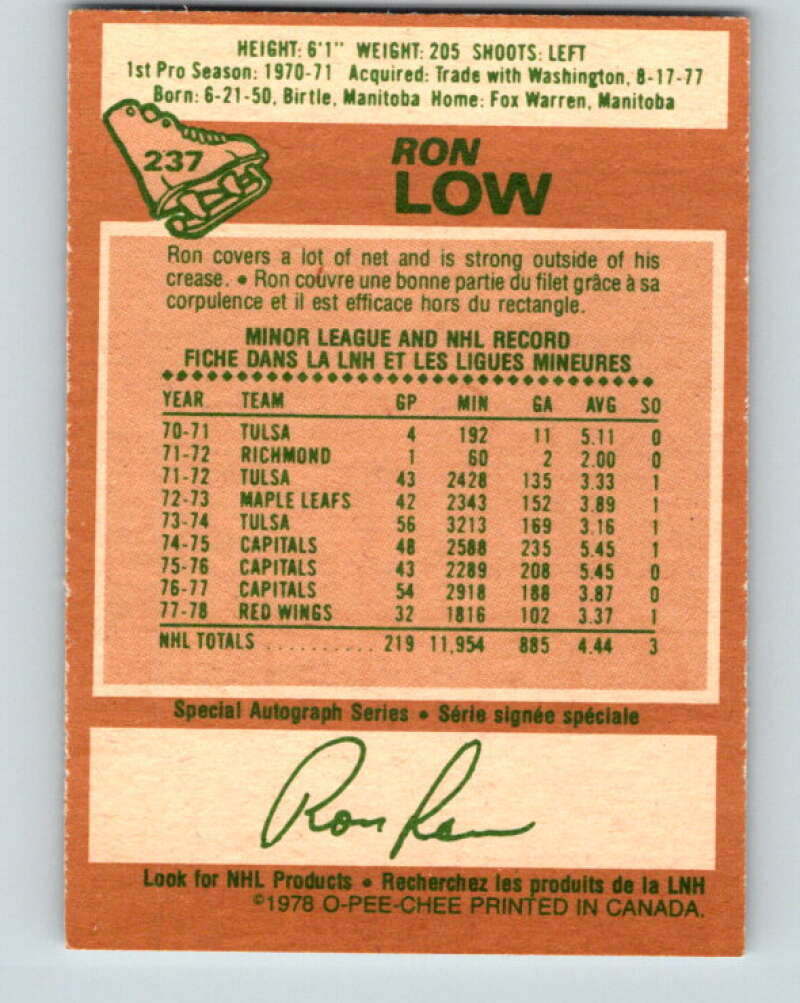 HEIGHT: 6'1" WEIGHT: 205 SHOOTS: LEFT
1st Pro Season: 1970-71 Acquired: Trade with Washington, 8-17-77
Born: 6-21-50, Birtle, Manitoba Home: Fox Warren, Manitoba
237
RON
LOW
Ron covers a lot of net and is strong outside of his
crease. • Ron couvre une bonne partie du filet grâce à sa
corpulence et il est efficace hors du rectangle.
MINOR LEAGUE AND NHL RECORD
FICHE DANS LA LNH ET LES LIGUES MINEURES
YEAR TEAM GP MIN GA AVG SO
70-71 TULSA 4 192 11 5.11 0
71-72 RICHMOND 1 60 2 2.00 0
71-72 TULSA 43 2428 135 3.33 1
72-73 MAPLE LEAFS 42 2343 152 3.89 1
73-74 TULSA 56 3213 169 3.16 1
74-75 CAPITALS 48 2588 235 5.45 1
75-76 CAPITALS 43 2289 208 5.45 0
76-77 CAPITALS 54 2918 188 3.87 0
77-78 RED WINGS 32 1816 102 3.37 1
NHL TOTALS .......... 219 11,954 885 4.44 3
Special Autograph Series • Série signée spéciale
Ron Low
Look for NHL Products • Recherchez les produits de la LNH
©1978 O-PEE-CHEE PRINTED IN CANADA.